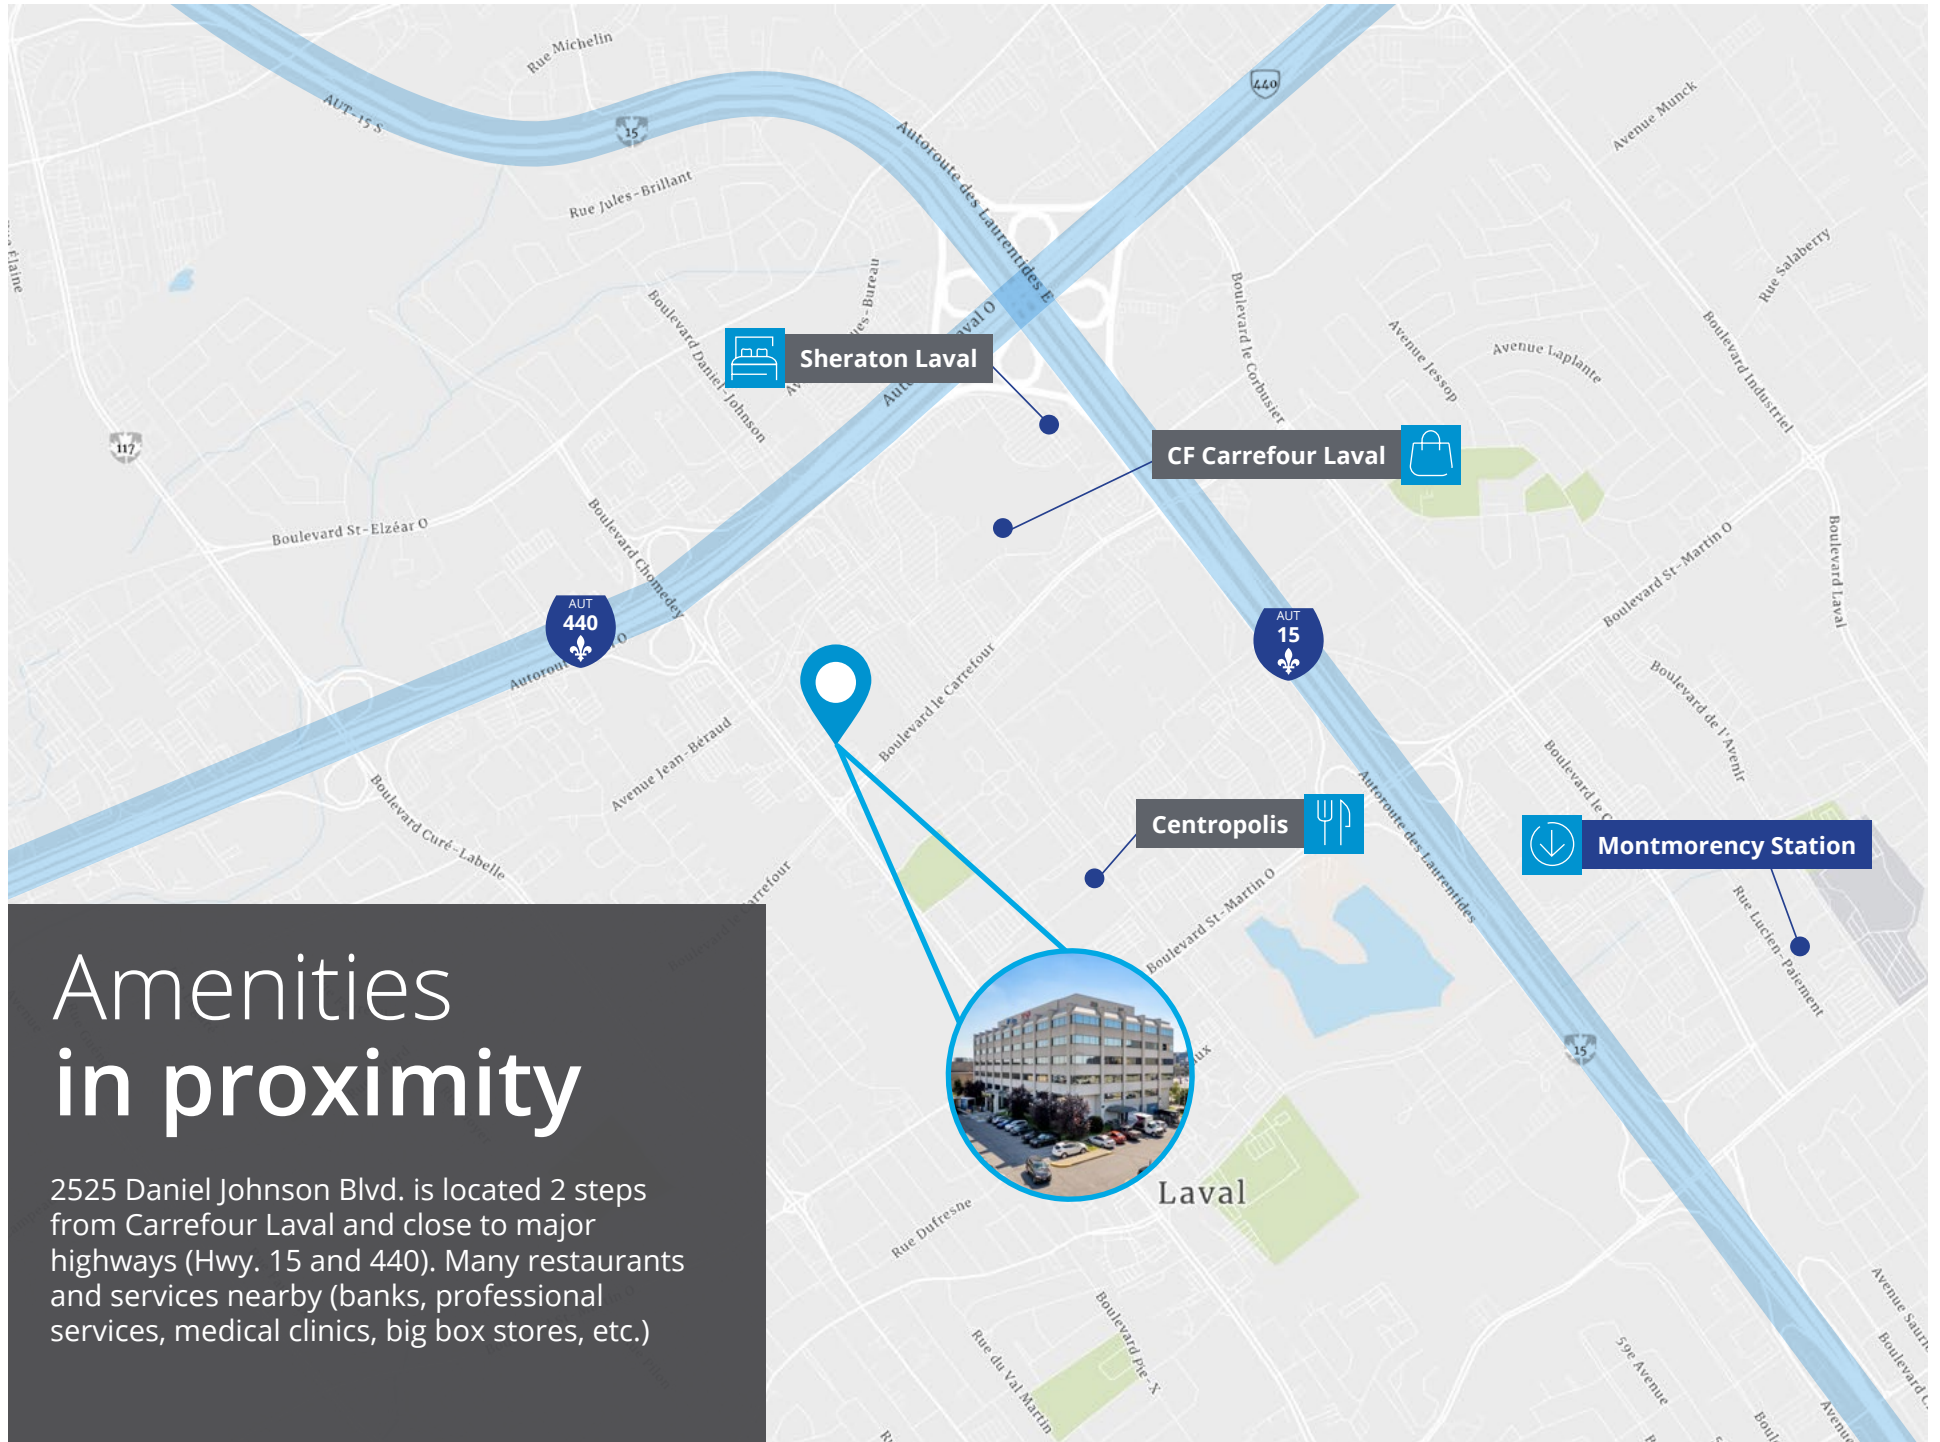 Rue Michelin
AUT-15 S
15
440
Autoroute des Laurentides E
Avenue Munck
Rue Jules-Brillant
Rue Salaberry
Boulevard Daniel-Johnson
Boulevard le Corbusier
Avenue Jessop
Avenue Laplante
Boulevard Industriel
Sheraton Laval
CF Carrefour Laval
117
Boulevard St-Elzéar O
Boulevard Chomedey
Boulevard St-Martin O
Boulevard Laval
AUT
440
AUT
15
Boulevard le Carrefour
Avenue Jean-Béraud
Boulevard de l'Avenir
Boulevard Curé-Labelle
Autoroute des Laurentides
Centropolis
Montmorency Station
Boulevard St-Martin O
Rue Lucien-Paiement
15
Laval
Rue Dufresne
Boulevard Pie-X
Rue du Val Martin
59e Avenue
Amenities
in proximity
2525 Daniel Johnson Blvd. is located 2 steps
from Carrefour Laval and close to major
highways (Hwy. 15 and 440). Many restaurants
and services nearby (banks, professional
services, medical clinics, big box stores, etc.)